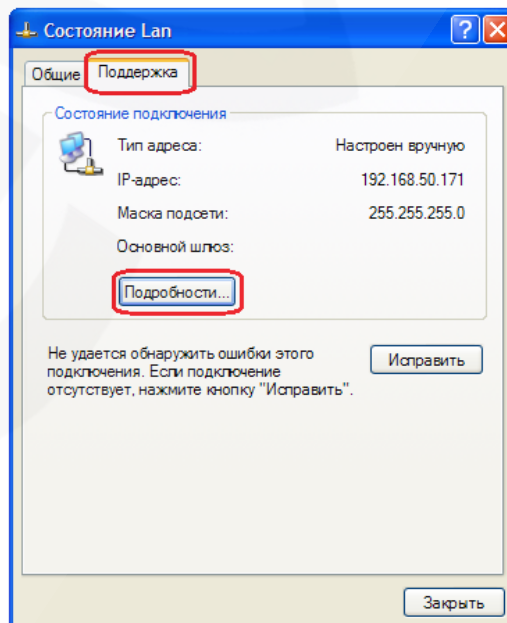 Состояние Lan
Общие Поддержка
Состояние подключения
Тип адреса: Настроен вручную
IP-адрес: 192.168.50.171
Маска подсети: 255.255.255.0
Основной шлюз:
Подробности...
Не удается обнаружить ошибки этого
подключения. Если подключение
отсутствует, нажмите кнопку "Исправить".
Исправить
Закрыть